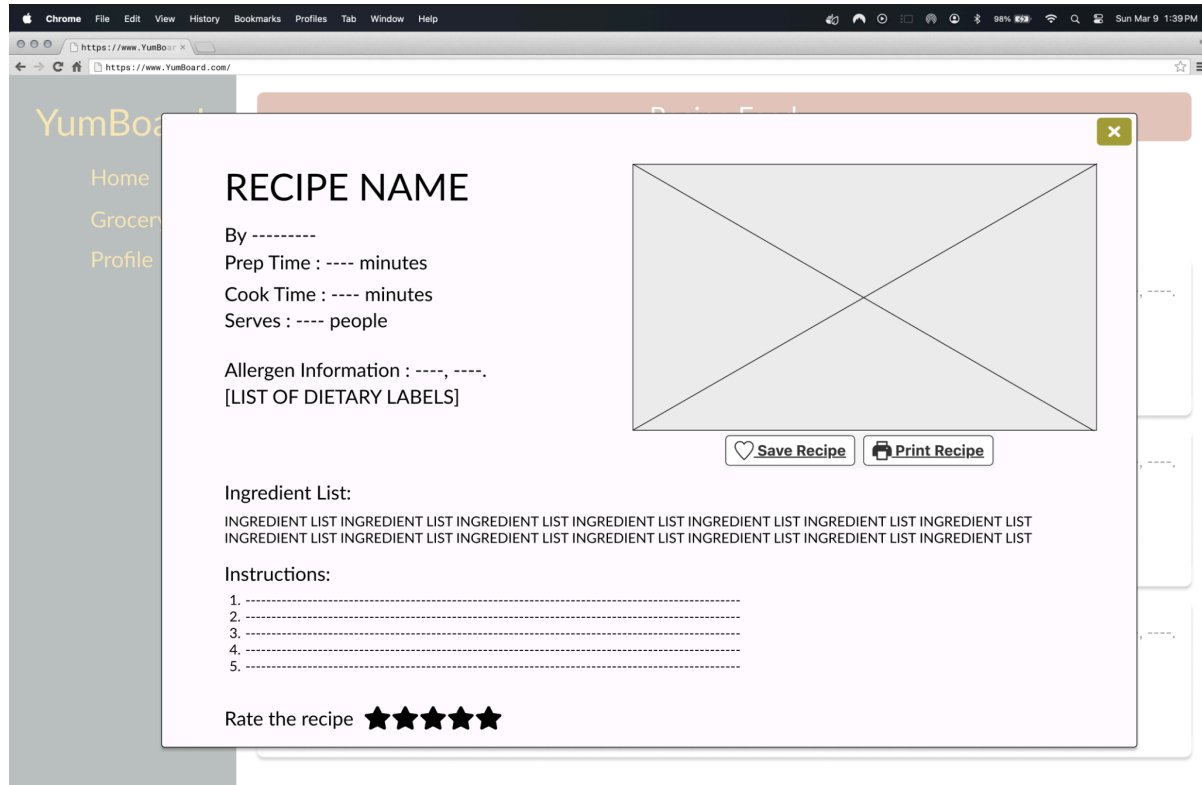 Chrome File Edit View History Bookmarks Profiles Tab Window Help 98% Sun Mar 9 1:39 PM
https://www.YumBoar
https://www.YumBoard.com/
Home
Profile
RECIPE NAME
By ---------
Prep Time : ---- minutes
Cook Time : ---- minutes
Serves : ---- people
Allergen Information : ----, ----.
[LIST OF DIETARY LABELS]
Save Recipe Print Recipe
Ingredient List:
INGREDIENT LIST INGREDIENT LIST INGREDIENT LIST INGREDIENT LIST INGREDIENT LIST INGREDIENT LIST INGREDIENT LIST
INGREDIENT LIST INGREDIENT LIST INGREDIENT LIST INGREDIENT LIST INGREDIENT LIST INGREDIENT LIST INGREDIENT LIST
Instructions:
1. ---------------------------------------------------------------------------------------------------
2. ---------------------------------------------------------------------------------------------------
3. ---------------------------------------------------------------------------------------------------
4. ---------------------------------------------------------------------------------------------------
5. ---------------------------------------------------------------------------------------------------
Rate the recipe